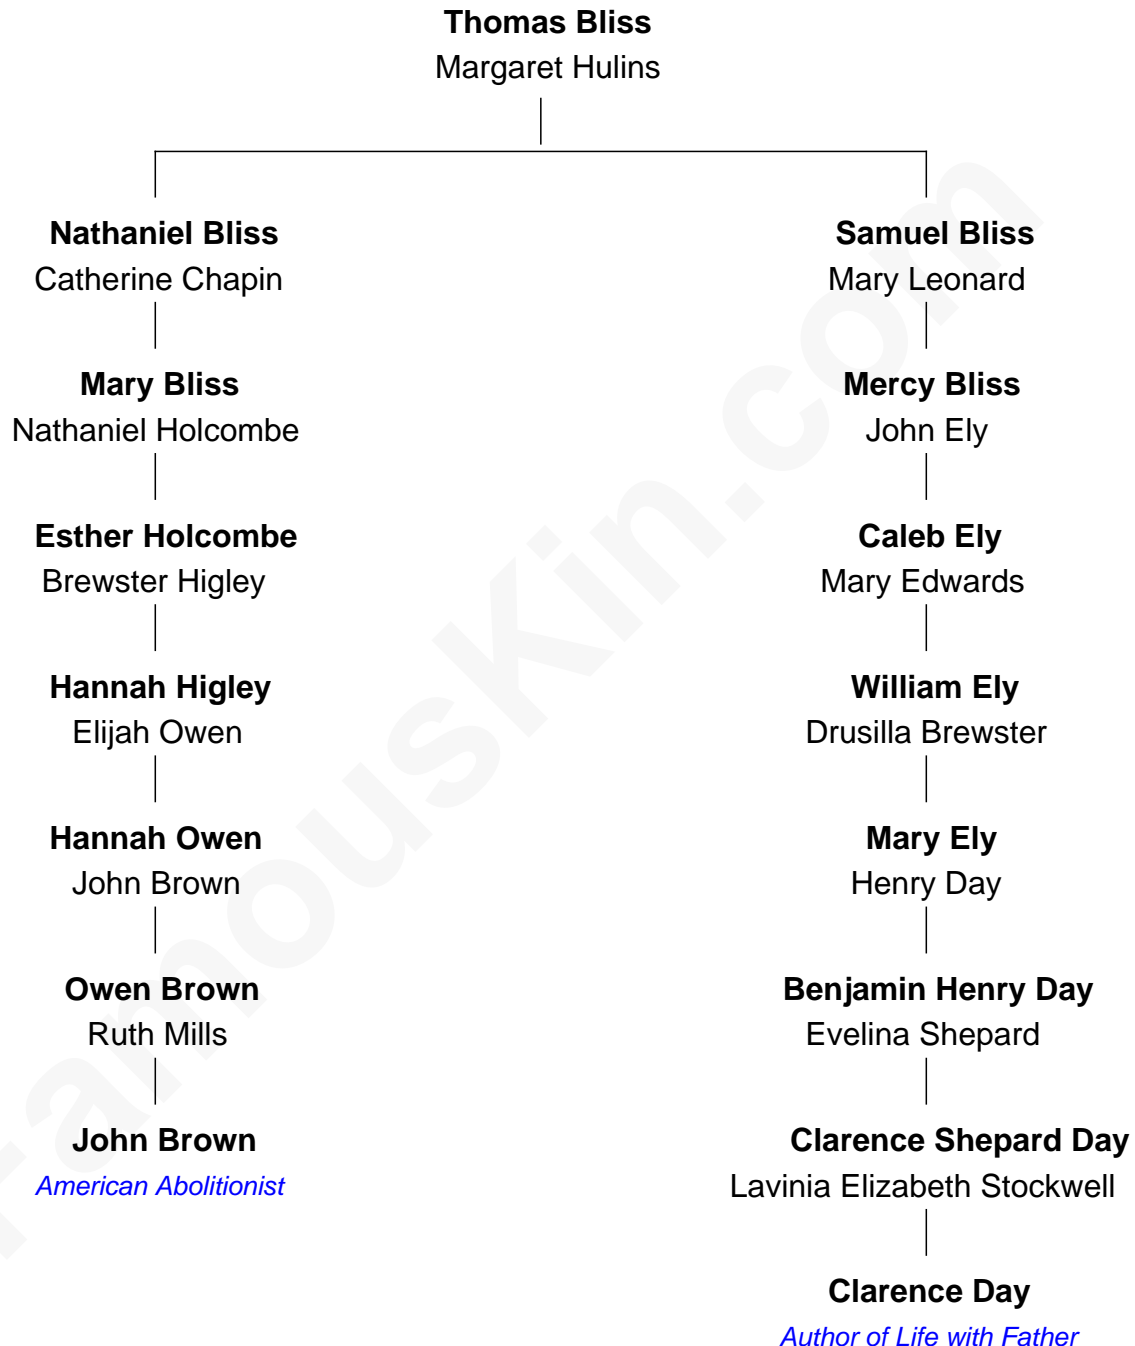 Thomas Bliss
Margaret Hulins
Nathaniel Bliss
Catherine Chapin
Samuel Bliss
Mary Leonard
Mary Bliss
Nathaniel Holcombe
Mercy Bliss
John Ely
Esther Holcombe
Brewster Higley
Caleb Ely
Mary Edwards
Hannah Higley
Elijah Owen
William Ely
Drusilla Brewster
Hannah Owen
John Brown
Mary Ely
Henry Day
Owen Brown
Ruth Mills
Benjamin Henry Day
Evelina Shepard
John Brown
American Abolitionist
Clarence Shepard Day
Lavinia Elizabeth Stockwell
Clarence Day
Author of Life with Father
FamousKin.com